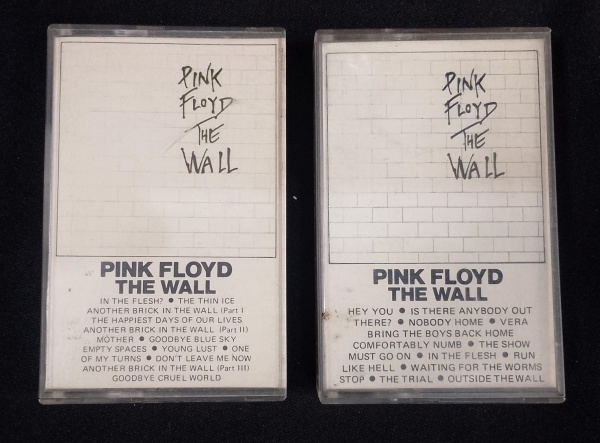 PINK
FLOYD
THE
WALL
PINK FLOYD
THE WALL
IN THE FLESH? ● THE THIN ICE
ANOTHER BRICK IN THE WALL (Part I
THE HAPPIEST DAYS OF OUR LIVES
ANOTHER BRICK IN THE WALL (Part II)
MOTHER ● GOODBYE BLUE SKY
EMPTY SPACES ● YOUNG LUST ● ONE
OF MY TURNS ● DON'T LEAVE ME NOW
ANOTHER BRICK IN THE WALL (Part III)
GOODBYE CRUEL WORLD
PINK
FLOYD
THE
WALL
PINK FLOYD
THE WALL
HEY YOU ● IS THERE ANYBODY OUT
THERE? ● NOBODY HOME ● VERA
BRING THE BOYS BACK HOME
COMFORTABLY NUMB ● THE SHOW
MUST GO ON ● IN THE FLESH ● RUN
LIKE HELL ● WAITING FOR THE WORMS
STOP ● THE TRIAL ● OUTSIDE THE WALL